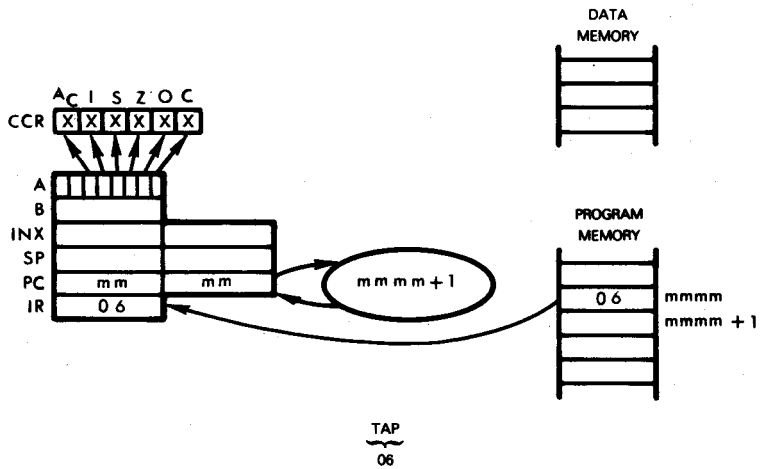 DATA
MEMORY
AC I S Z O C
CCR X X X X X X
A
B
INX
SP
PC mm mm
IR 06
mmmm+1
PROGRAM
MEMORY
06 mmmm
mmmm + 1
TAP
06